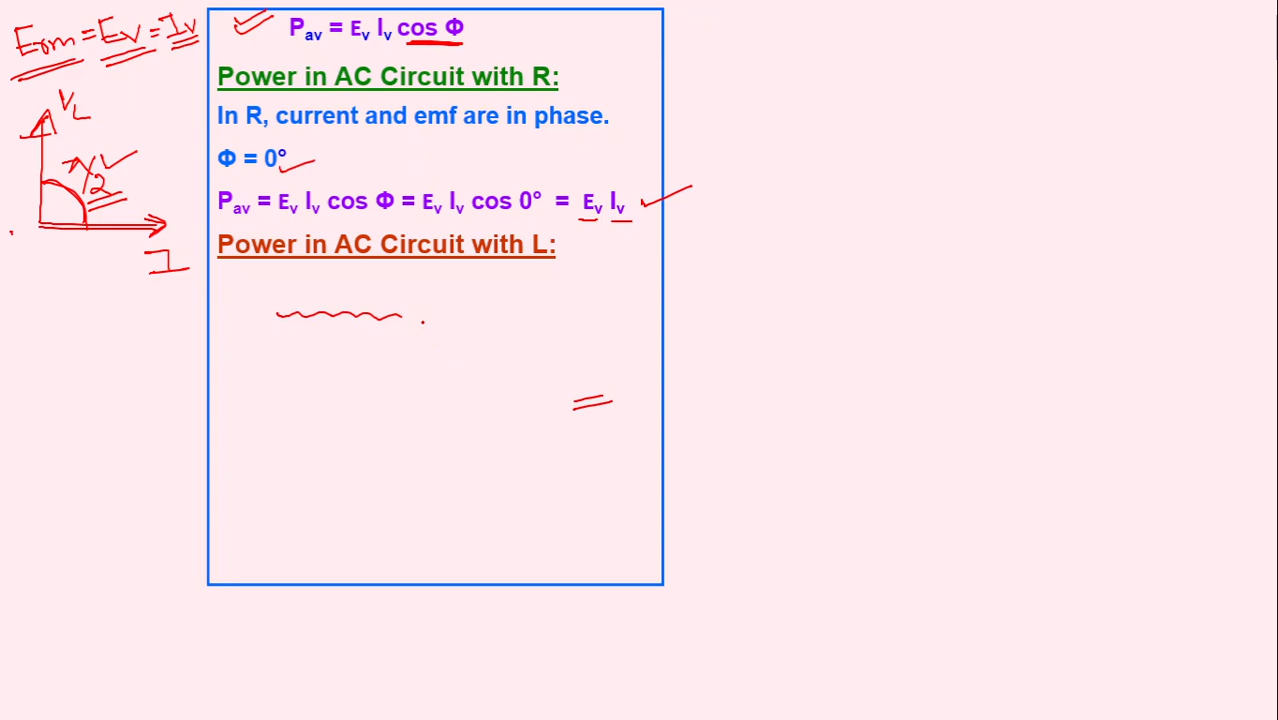 Erm = Ev = Iv
Pav = Ev Iv cos Φ
Power in AC Circuit with R:
In R, current and emf are in phase.
Φ = 0°
Pav = Ev Iv cos Φ = Ev Iv cos 0° = Ev Iv
Power in AC Circuit with L:
VL
π/2
I